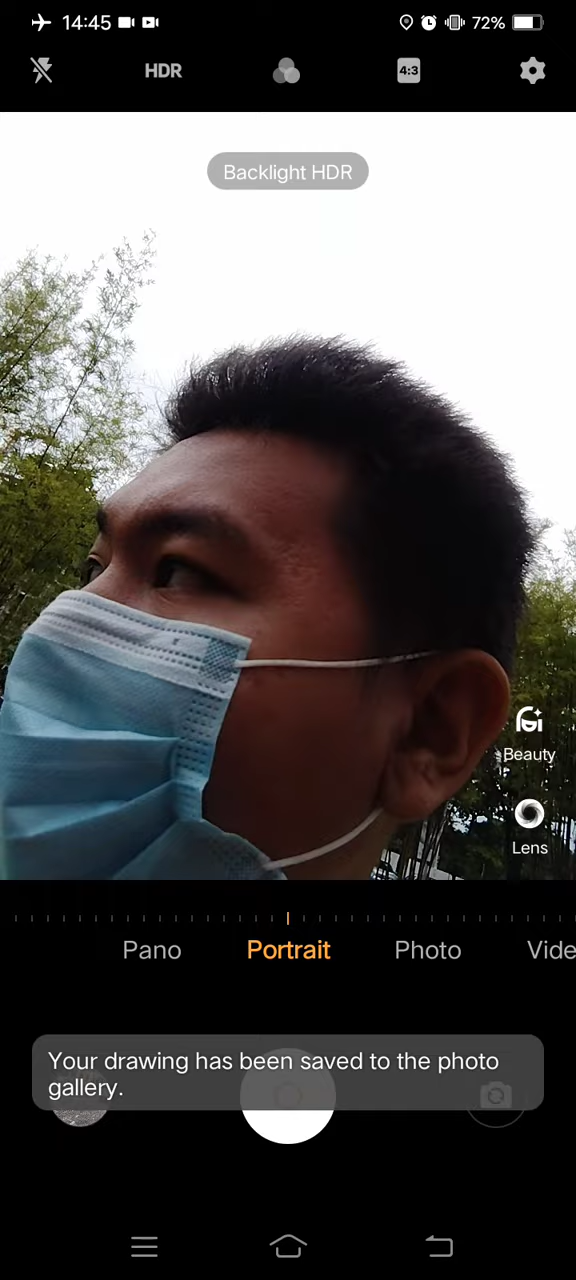 14:45
72%
HDR
4:3
Backlight HDR
Beauty
Lens
Pano
Portrait
Photo
Vide
Your drawing has been saved to the photo
gallery.